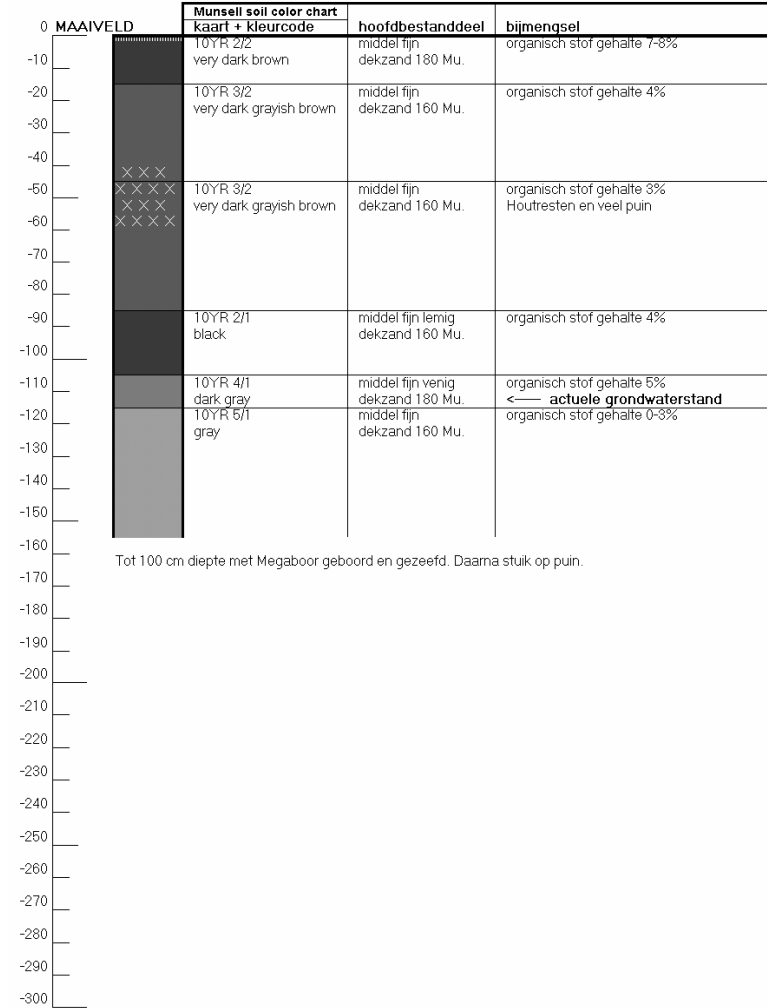 Munsell soil color chart
0 MAAIVELD kaart + kleurcode hoofdbestanddeel bijmengsel
10YR 2/2 middel fijn organisch stof gehalte 7-8%
-10 very dark brown dekzand 180 Mu.
-20 10YR 3/2 middel fijn organisch stof gehalte 4%
very dark grayish brown dekzand 160 Mu.
-30
-40
-50 10YR 3/2 middel fijn organisch stof gehalte 3%
very dark grayish brown dekzand 160 Mu. Houtresten en veel puin
-60
-70
-80
-90 10YR 2/1 middel fijn lemig organisch stof gehalte 4%
black dekzand 160 Mu.
-100
-110 10YR 4/1 middel fijn venig organisch stof gehalte 5%
dark gray dekzand 180 Mu. <── actuele grondwaterstand
-120 10YR 5/1 middel fijn organisch stof gehalte 0-3%
gray dekzand 160 Mu.
-130
-140
-150
-160
Tot 100 cm diepte met Megaboor geboord en gezeefd. Daarna stuik op puin.
-170
-180
-190
-200
-210
-220
-230
-240
-250
-260
-270
-280
-290
-300